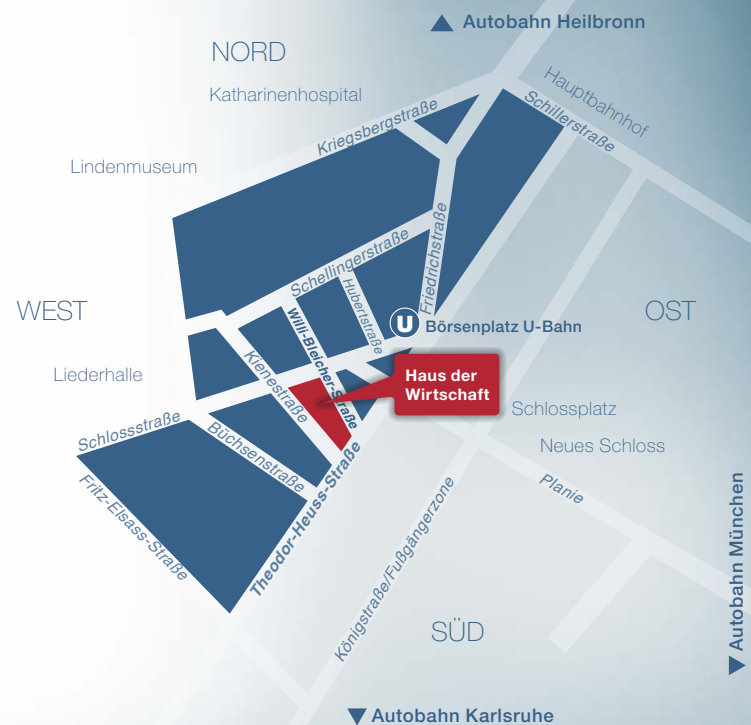 Autobahn Heilbronn
NORD
Hauptbahnhof
Katharinenhospital
Schillerstraße
Kriegsbergstraße
Lindenmuseum
Friedrichstraße
Schellingerstraße
Hubertstraße
WEST
OST
Willi-Bleicher-Straße
U
Börsenplatz U-Bahn
Kienestraße
Liederhalle
Haus der
Wirtschaft
Schlossplatz
Schlossstraße
Büchsenstraße
Neues Schloss
Planie
Fritz-Elsass-Straße
Theodor-Heuss-Straße
Königstraße/Fußgängerzone
Autobahn München
SÜD
Autobahn Karlsruhe